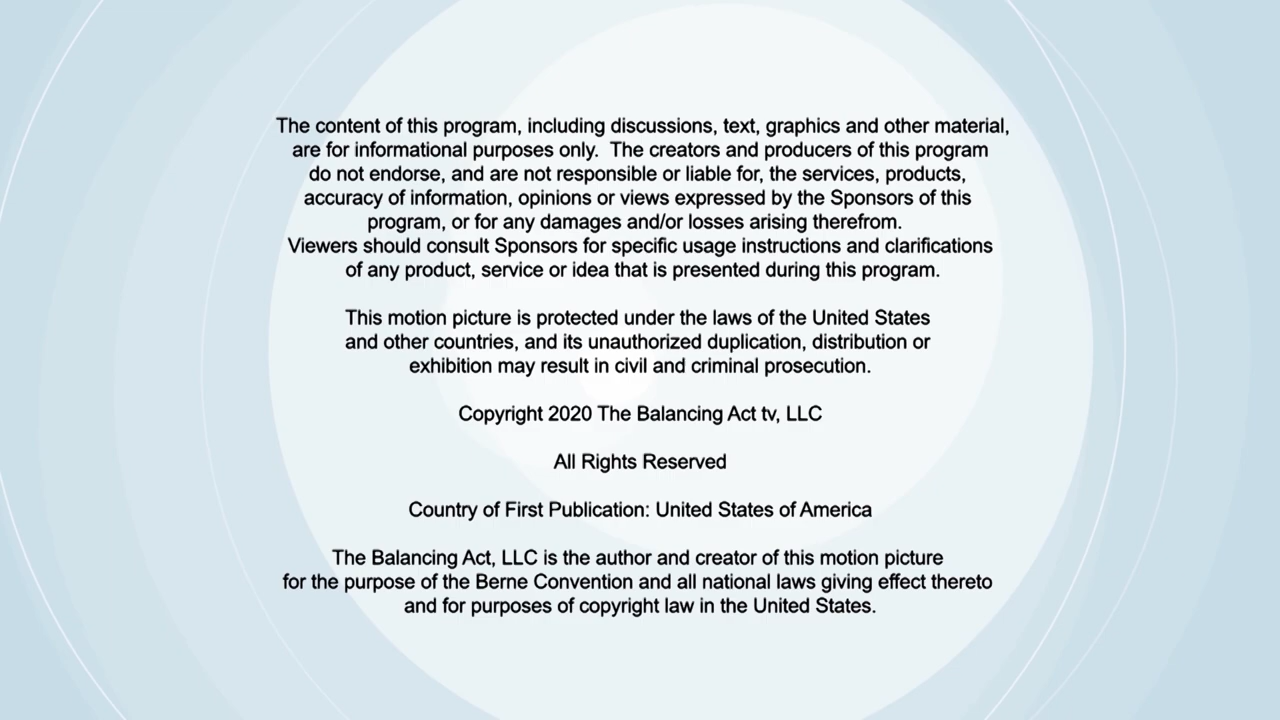 The content of this program, including discussions, text, graphics and other material,
are for informational purposes only.  The creators and producers of this program
do not endorse, and are not responsible or liable for, the services, products,
accuracy of information, opinions or views expressed by the Sponsors of this
program, or for any damages and/or losses arising therefrom.
Viewers should consult Sponsors for specific usage instructions and clarifications
of any product, service or idea that is presented during this program.
This motion picture is protected under the laws of the United States
and other countries, and its unauthorized duplication, distribution or
exhibition may result in civil and criminal prosecution.
Copyright 2020 The Balancing Act tv, LLC
All Rights Reserved
Country of First Publication: United States of America
The Balancing Act, LLC is the author and creator of this motion picture
for the purpose of the Berne Convention and all national laws giving effect thereto
and for purposes of copyright law in the United States.